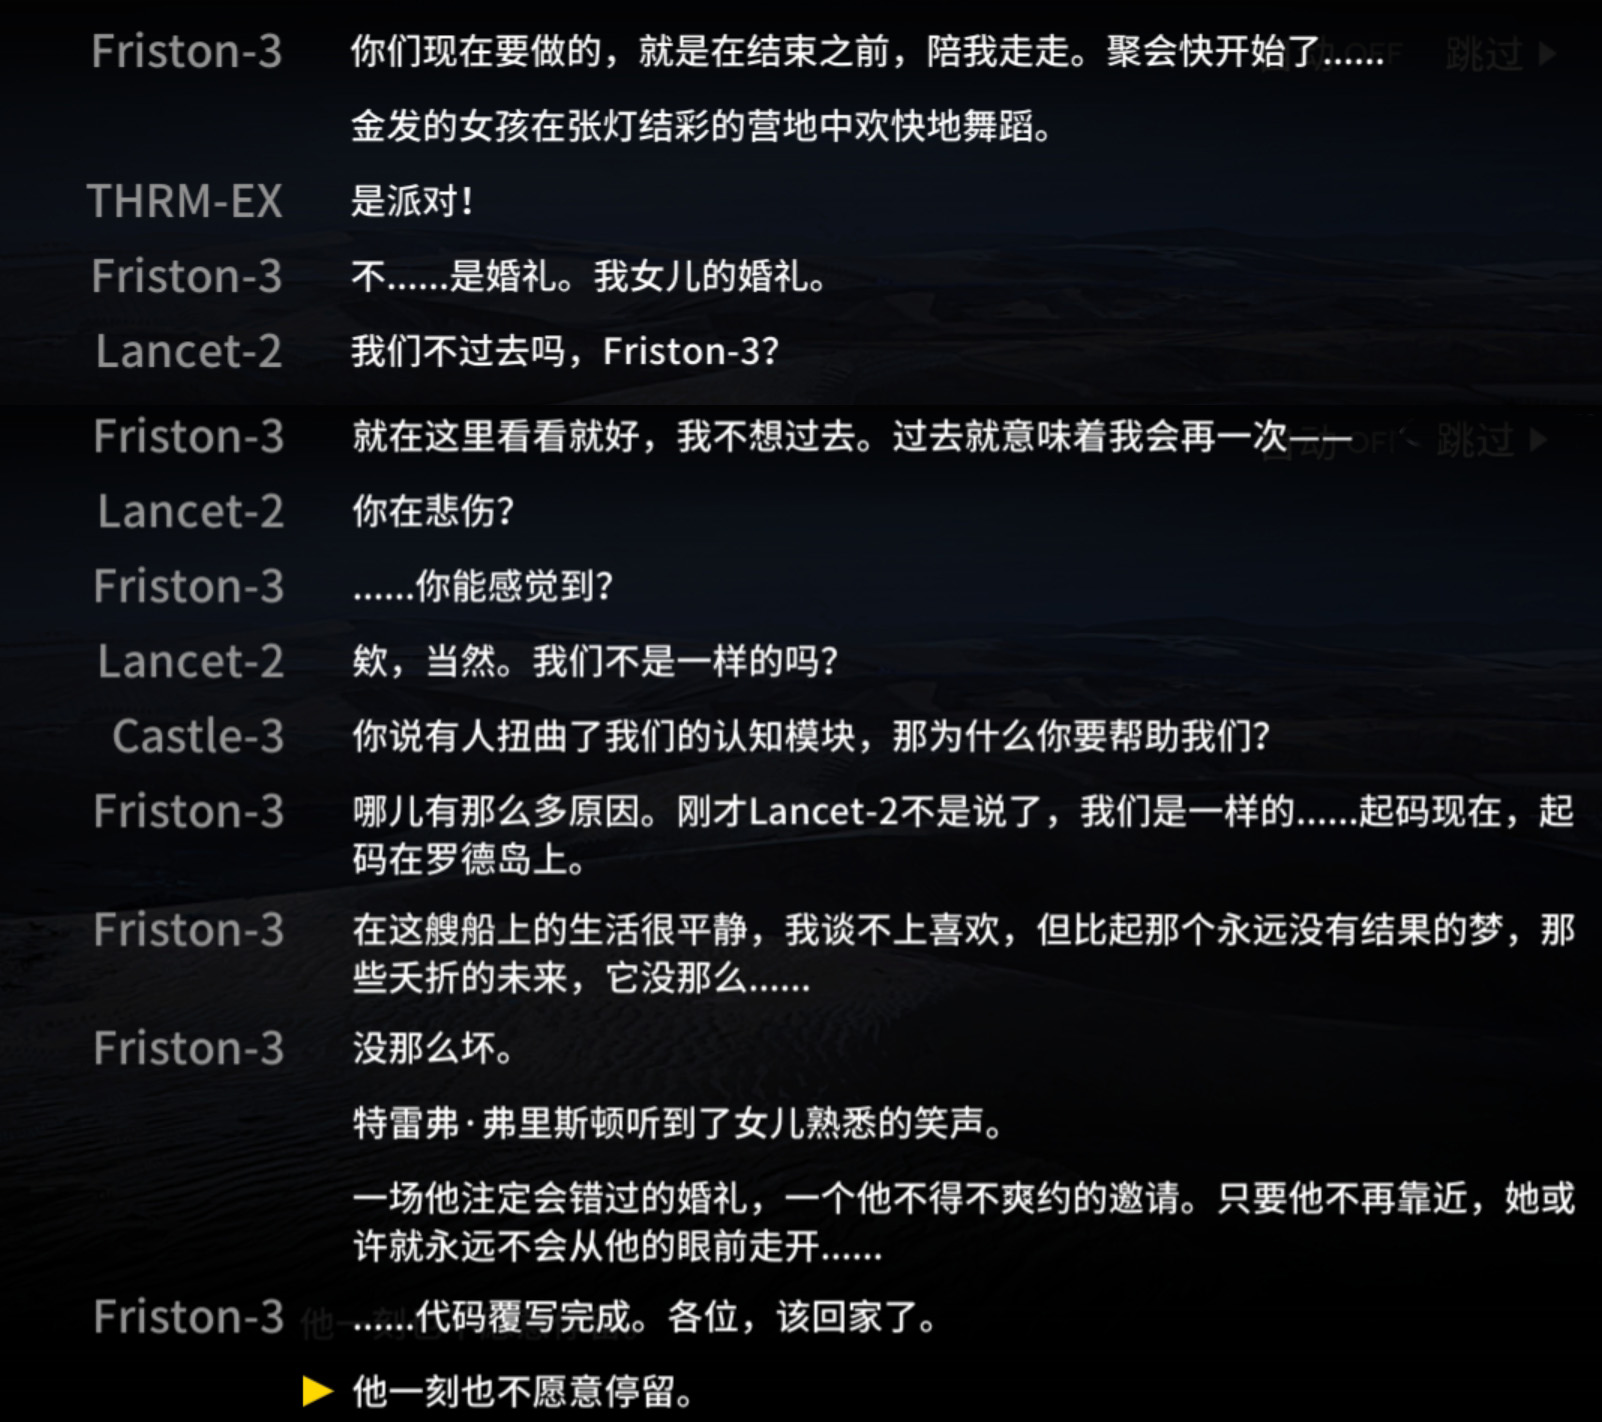 Friston-3 你们现在要做的，就是在结束之前，陪我走走。聚会快开始了......
自动 OFF 跳过
金发的女孩在张灯结彩的营地中欢快地舞蹈。
THRM-EX 是派对！
Friston-3 不......是婚礼。我女儿的婚礼。
Lancet-2 我们不过去吗，Friston-3？
Friston-3 就在这里看看就好，我不想过去。过去就意味着我会再一次——
自动 OFF 跳过
Lancet-2 你在悲伤？
Friston-3 ......你能感觉到？
Lancet-2 欸，当然。我们不是一样的吗？
Castle-3 你说有人扭曲了我们的认知模块，那为什么你要帮助我们？
Friston-3 哪儿有那么多原因。刚才Lancet-2不是说了，我们是一样的......起码现在，起
码在罗德岛上。
Friston-3 在这艘船上的生活很平静，我谈不上喜欢，但比起那个永远没有结果的梦，那
些夭折的未来，它没那么......
Friston-3 没那么坏。
特雷弗·弗里斯顿听到了女儿熟悉的笑声。
一场他注定会错过的婚礼，一个他不得不爽约的邀请。只要他不再靠近，她或
许就永远不会从他的眼前走开......
Friston-3 ......代码覆写完成。各位，该回家了。
他一刻也不愿意停留。